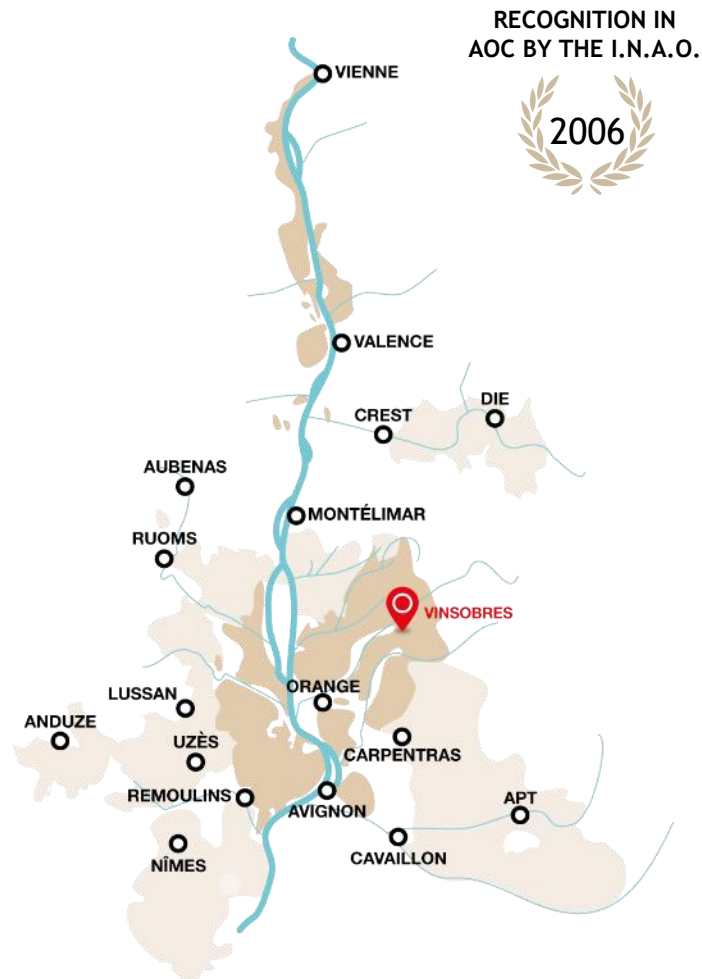 RECOGNITION IN
AOC BY THE I.N.A.O.
2006
VIENNE
VALENCE
CREST
DIE
AUBENAS
MONTÉLIMAR
RUOMS
VINSOBRES
ORANGE
LUSSAN
ANDUZE
UZÈS
CARPENTRAS
REMOULINS
AVIGNON
APT
CAVAILLON
NÎMES